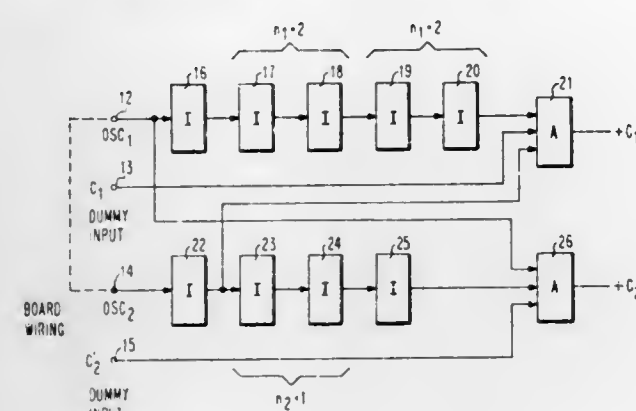 n₁=2 n₁=2
16 17 18 19 20 21
12 I I I I I A +C
OSC₁
13
C₁
DUMMY
INPUT
22 23 24 25 26
14 I I I I A +C
BOARD
WIRING
OSC₂
15
C₂
DUMMY
n₂=1